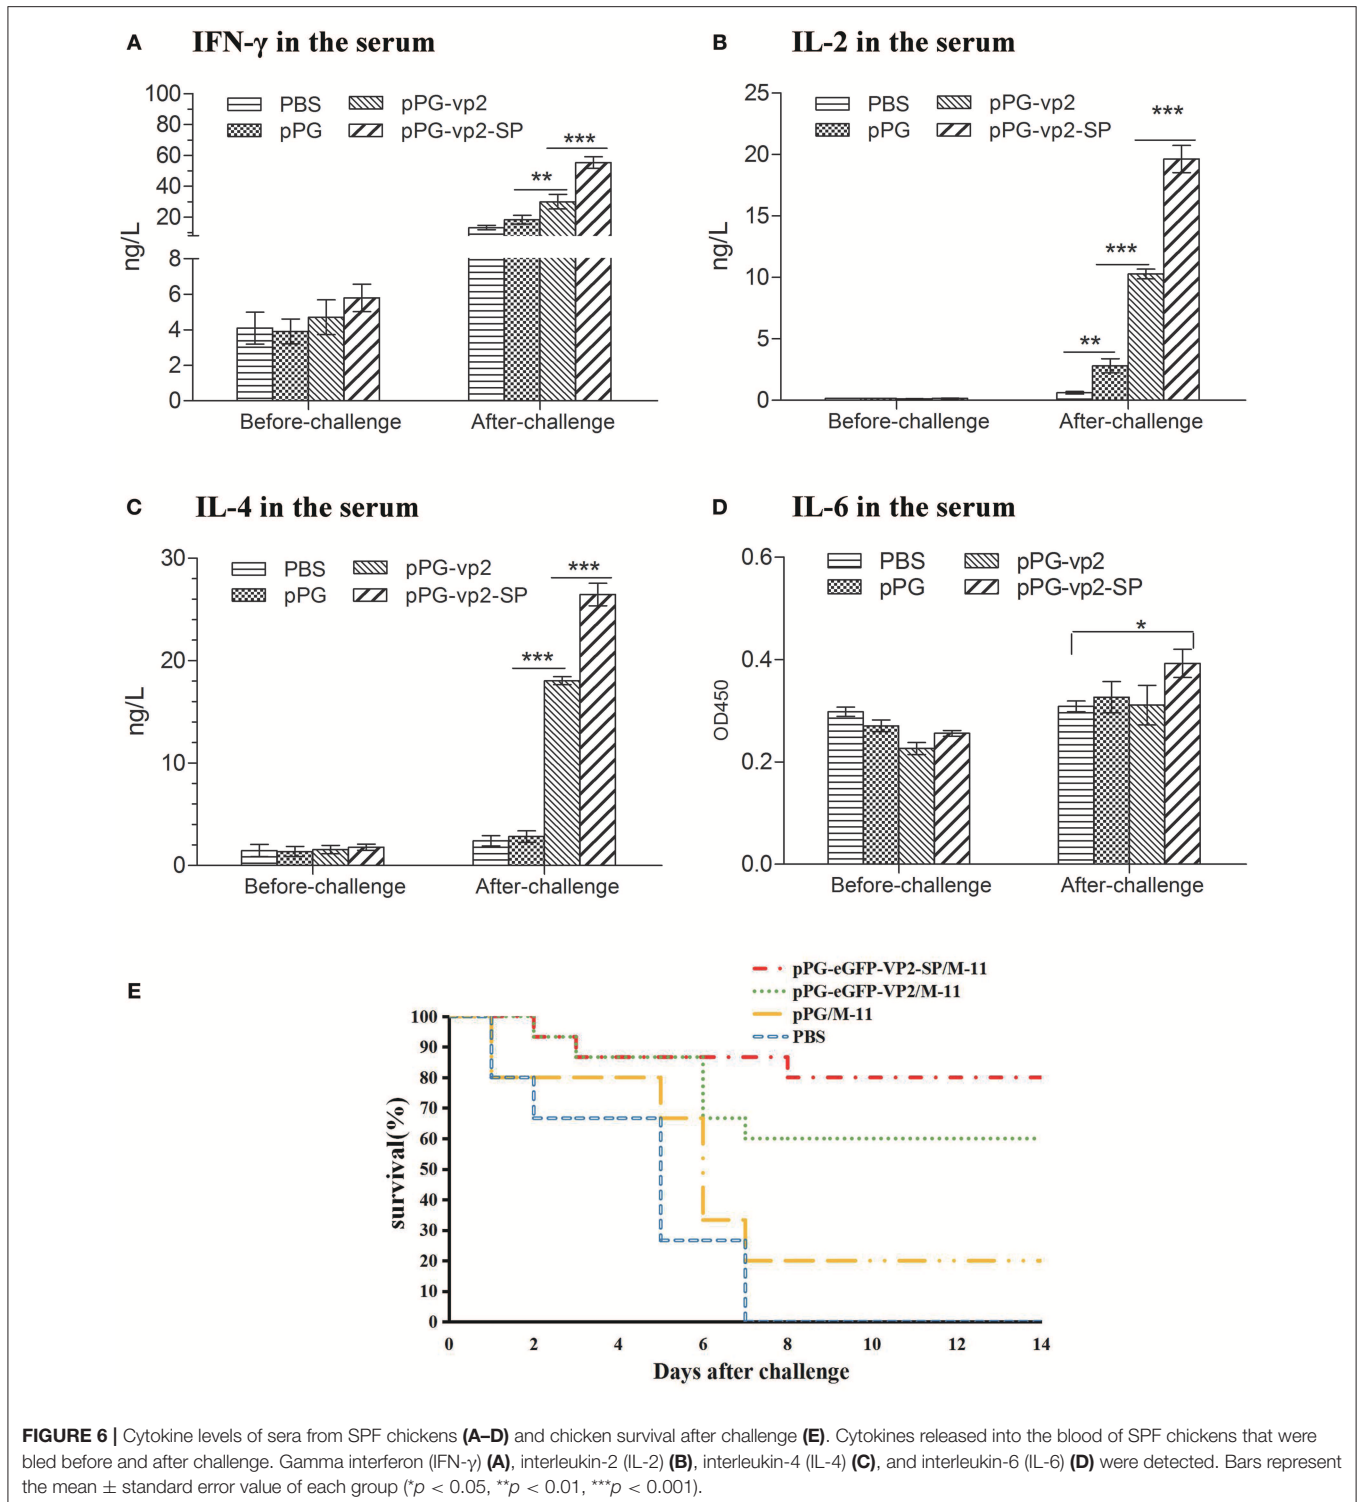 A IFN-γ in the serum
100
80
60
40
20
8
6
4
2
0
ng/L
PBS
pPG-vp2
pPG
pPG-vp2-SP
**
***
Before-challenge
After-challenge
B IL-2 in the serum
25
20
15
10
5
0
ng/L
PBS
pPG-vp2
pPG
pPG-vp2-SP
**
***
***
Before-challenge
After-challenge
C IL-4 in the serum
30
20
10
0
ng/L
PBS
pPG-vp2
pPG
pPG-vp2-SP
***
***
Before-challenge
After-challenge
D IL-6 in the serum
0.6
0.4
0.2
0.0
OD450
PBS
pPG-vp2
pPG
pPG-vp2-SP
*
Before-challenge
After-challenge
E
pPG-eGFP-VP2-SP/M-11
pPG-eGFP-VP2/M-11
pPG/M-11
PBS
100
90
80
70
60
50
40
30
20
10
0
survival(%)
0 2 4 6 8 10 12 14
Days after challenge
FIGURE 6 | Cytokine levels of sera from SPF chickens (A–D) and chicken survival after challenge (E). Cytokines released into the blood of SPF chickens that were
bled before and after challenge. Gamma interferon (IFN-γ) (A), interleukin-2 (IL-2) (B), interleukin-4 (IL-4) (C), and interleukin-6 (IL-6) (D) were detected. Bars represent
the mean ± standard error value of each group (*p < 0.05, **p < 0.01, ***p < 0.001).